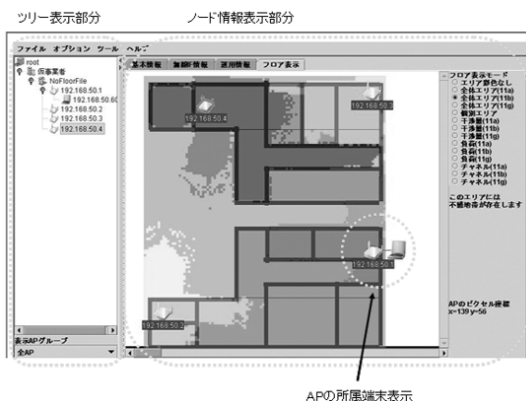 ツリー表示部分
ノード情報表示部分
ファイル オプション ツール ヘルプ
root
仮事業者
NoFloorFile
192.168.50.1
192.168.50.60
192.168.50.2
192.168.50.3
192.168.50.4
表示APグループ
全AP
基本情報 無線IF情報 運用情報 フロア表示
192.168.50.4
192.168.50.3
192.168.50.1
192.168.50.2
フロア表示モード
エリア彩色なし
全体エリア(11a)
全体エリア(11b)
全体エリア(11g)
個別エリア
干渉量(11a)
干渉量(11b)
干渉量(11g)
負荷(11a)
負荷(11b)
負荷(11g)
チャネル(11a)
チャネル(11b)
チャネル(11g)
このエリアには
不感地帯が存在します
APのピクセル座標
x=139 y=56
APの所属端末表示